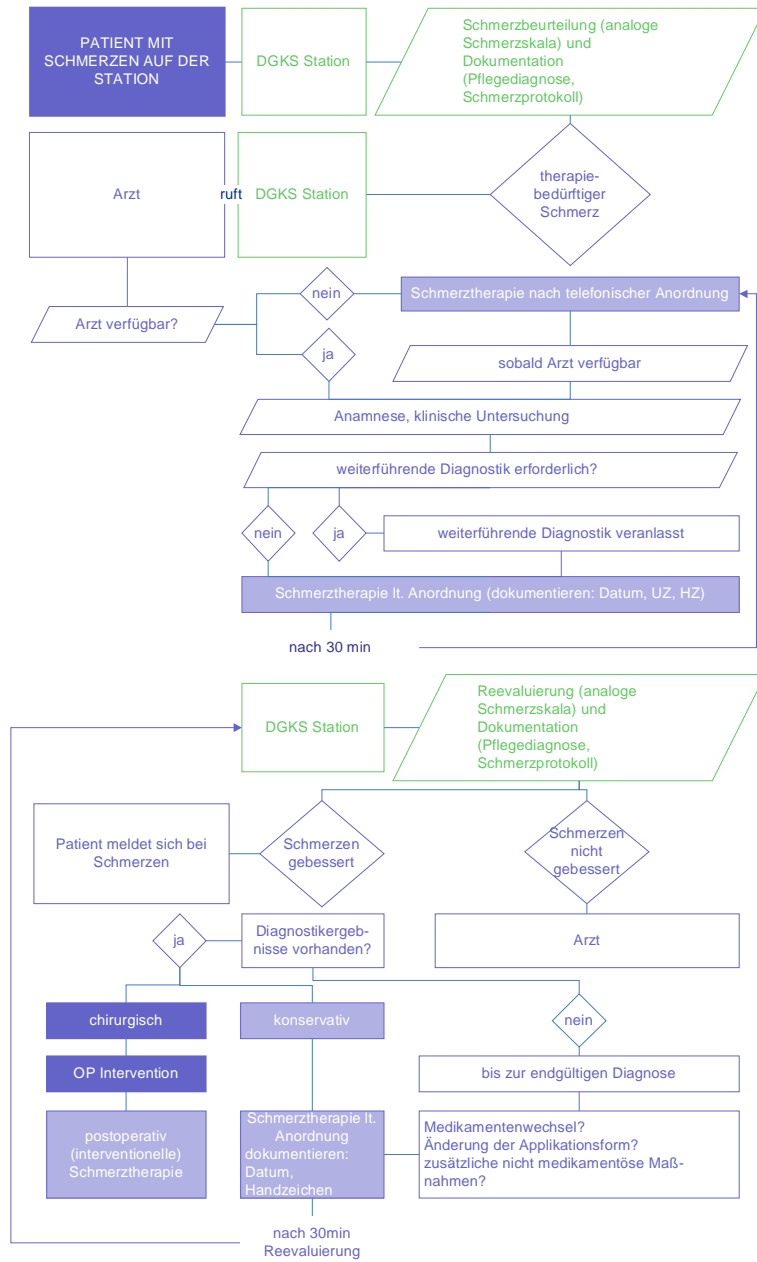 PATIENT MIT
SCHMERZEN AUF DER
STATION
DGKS Station
Schmerzbeurteilung (analoge
Schmerzskala) und
Dokumentation
(Pflegediagnose,
Schmerzprotokoll)
Arzt
ruft
DGKS Station
therapie-
bedürftiger
Schmerz
nein
Schmerztherapie nach telefonischer Anordnung
Arzt verfügbar?
ja
sobald Arzt verfügbar
Anamnese, klinische Untersuchung
weiterführende Diagnostik erforderlich?
nein
ja
weiterführende Diagnostik veranlasst
Schmerztherapie lt. Anordnung (dokumentieren: Datum, UZ, HZ)
nach 30 min
DGKS Station
Reevaluierung (analoge
Schmerzskala) und
Dokumentation
(Pflegediagnose,
Schmerzprotokoll)
Patient meldet sich bei
Schmerzen
Schmerzen
gebessert
Schmerzen
nicht
gebessert
ja
Diagnostikergeb-
nisse vorhanden?
Arzt
chirurgisch
konservativ
nein
OP Intervention
bis zur endgültigen Diagnose
postoperativ
(interventionelle)
Schmerztherapie
Schmerztherapie lt.
Anordnung
dokumentieren:
Datum,
Handzeichen
Medikamentenwechsel?
Änderung der Applikationsform?
zusätzliche nicht medikamentöse Maß-
nahmen?
nach 30min
Reevaluierung